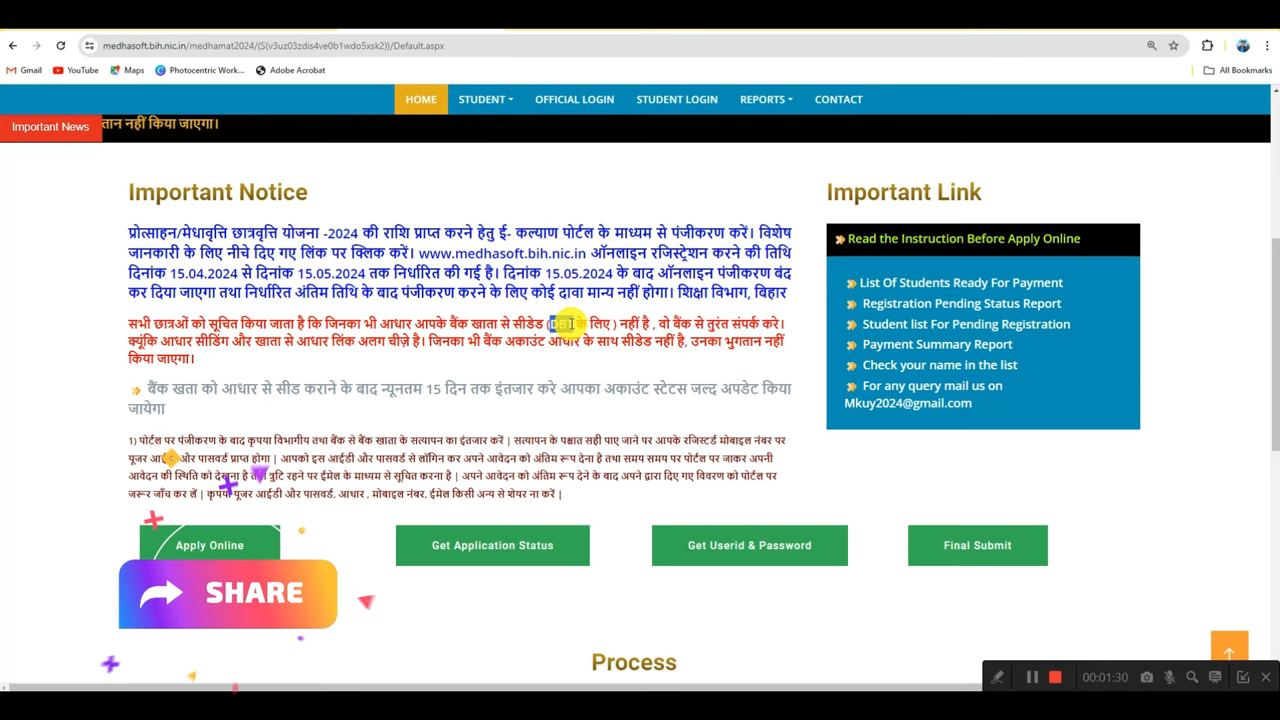 medhasoft.bih.nic.in/medhamat2024/(S(v3uz03zdis4ve0b1wdo5xsk2))/Default.aspx
Gmail YouTube Maps Photocentric Work... Adobe Acrobat All Bookmarks
HOME STUDENT OFFICIAL LOGIN STUDENT LOGIN REPORTS CONTACT
Important News तान नहीं किया जाएगा।
Important Notice
प्रोत्साहन/मेधावृत्ति छात्रवृत्ति योजना -2024 की राशि प्राप्त करने हेतु ई- कल्याण पोर्टल के माध्यम से पंजीकरण करें। विशेष
जानकारी के लिए नीचे दिए गए लिंक पर क्लिक करें। www.medhasoft.bih.nic.in ऑनलाइन रजिस्ट्रेशन करने की तिथि
दिनांक 15.04.2024 से दिनांक 15.05.2024 तक निर्धारित की गई है। दिनांक 15.05.2024 के बाद ऑनलाइन पंजीकरण बंद
कर दिया जाएगा तथा निर्धारित अंतिम तिथि के बाद पंजीकरण करने के लिए कोई दावा मान्य नहीं होगा। शिक्षा विभाग, बिहार
सभी छात्राओं को सूचित किया जाता है कि जिनका भी आधार आपके बैंक खाता से सीडेड (DBT के लिए ) नहीं है , वो बैंक से तुरंत संपर्क करे।
क्यूंकि आधार सीडिंग और खाता से आधार लिंक अलग चीज़े है। जिनका भी बैंक अकाउंट आधार के साथ सीडेड नहीं है, उनका भुगतान नहीं
किया जाएगा।
बैंक खता को आधार से सीड कराने के बाद न्यूनतम 15 दिन तक इंतजार करे आपका अकाउंट स्टेटस जल्द अपडेट किया
जायेगा
1) पोर्टल पर पंजीकरण के बाद कृपया विभागीय तथा बैंक से बैंक खाता के सत्यापन का इंतजार करें | सत्यापन के पश्चात सही पाए जाने पर आपके रजिस्टर्ड मोबाइल नंबर पर
यूजर आईडी और पासवर्ड प्राप्त होगा | आपको इस आईडी और पासवर्ड से लॉगिन कर अपने आवेदन को अंतिम रूप देना है तथा समय समय पर पोर्टल पर जाकर अपनी
आवेदन की स्थिति को देखना है त्रुटि रहने पर ईमेल के माध्यम से सूचित करना है | अपने आवेदन को अंतिम रूप देने के बाद अपने द्वारा दिए गए विवरण को पोर्टल पर
जरूर जाँच कर लें | कृपया यूजर आईडी और पासवर्ड, आधार , मोबाइल नंबर, ईमेल किसी अन्य से शेयर ना करें |
Important Link
Read the Instruction Before Apply Online
List Of Students Ready For Payment
Registration Pending Status Report
Student list For Pending Registration
Payment Summary Report
Check your name in the list
For any query mail us on
Mkuy2024@gmail.com
Apply Online Get Application Status Get Userid & Password Final Submit
SHARE
Process
00:01:30